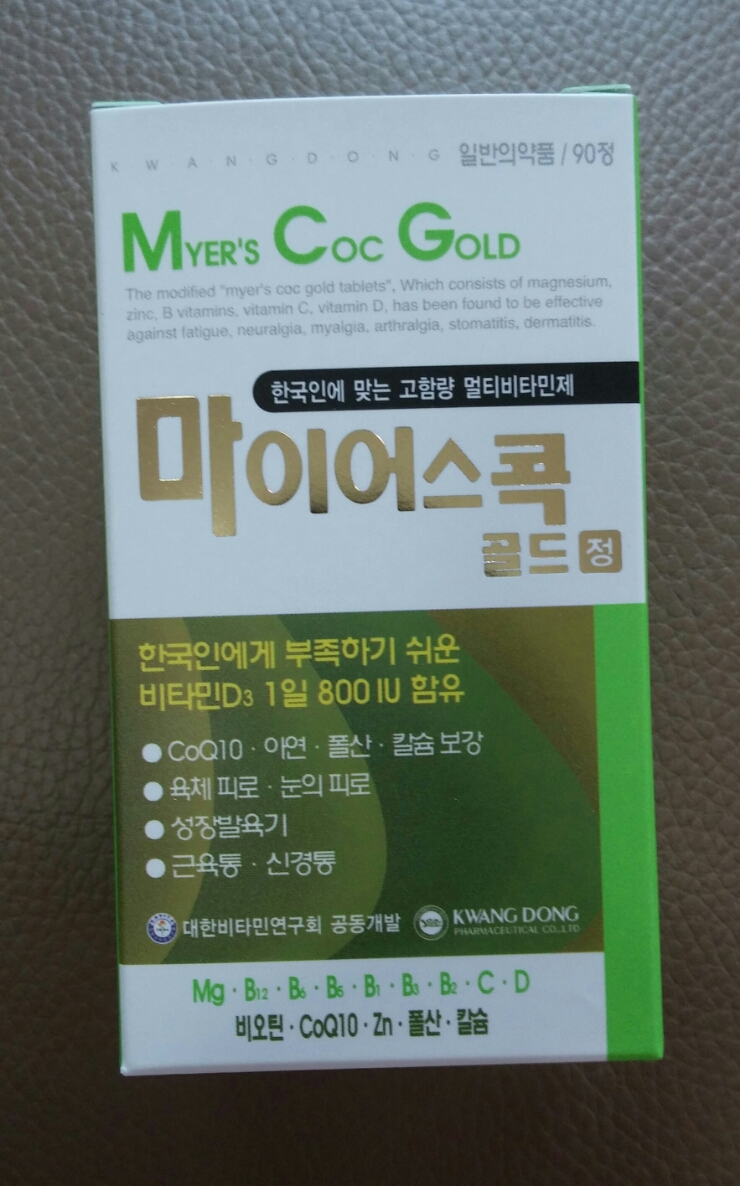 K · W · A · N · G · D · O · N · G 일반의약품 / 90정
MYER'S COC GOLD
The modified "myer's coc gold tablets", Which consists of magnesium,
zinc, B vitamins, vitamin C, vitamin D, has been found to be effective
against fatigue, neuralgia, myalgia, arthralgia, stomatitis, dermatitis.
한국인에 맞는 고함량 멀티비타민제
마이어스콕
골드 정
한국인에게 부족하기 쉬운
비타민D3 1일 800 IU 함유
● CoQ10 · 아연 · 폴산 · 칼슘 보강
● 육체 피로 · 눈의 피로
● 성장발육기
● 근육통 · 신경통
대한비타민연구회 공동개발 KWANG DONG
PHARMACEUTICAL CO.,LTD
Mg · B12 · B6 · B5 · B1 · B3 · B2 · C · D
비오틴 · CoQ10 · Zn · 폴산 · 칼슘